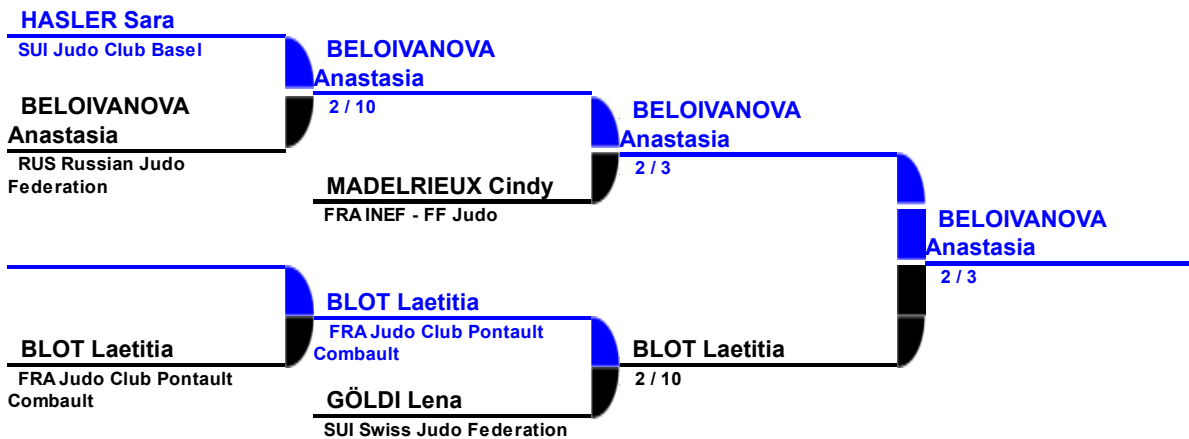 HASLER Sara
SUI Judo Club Basel
BELOIVANOVA
Anastasia
RUS Russian Judo
Federation
BELOIVANOVA
Anastasia
2 / 10
MADELRIEUX Cindy
FRA INEF - FF Judo
BELOIVANOVA
Anastasia
2 / 3
BELOIVANOVA
Anastasia
2 / 3
BLOT Laetitia
FRA Judo Club Pontault
Combault
BLOT Laetitia
FRA Judo Club Pontault
Combault
GÖLDI Lena
SUI Swiss Judo Federation
BLOT Laetitia
2 / 10